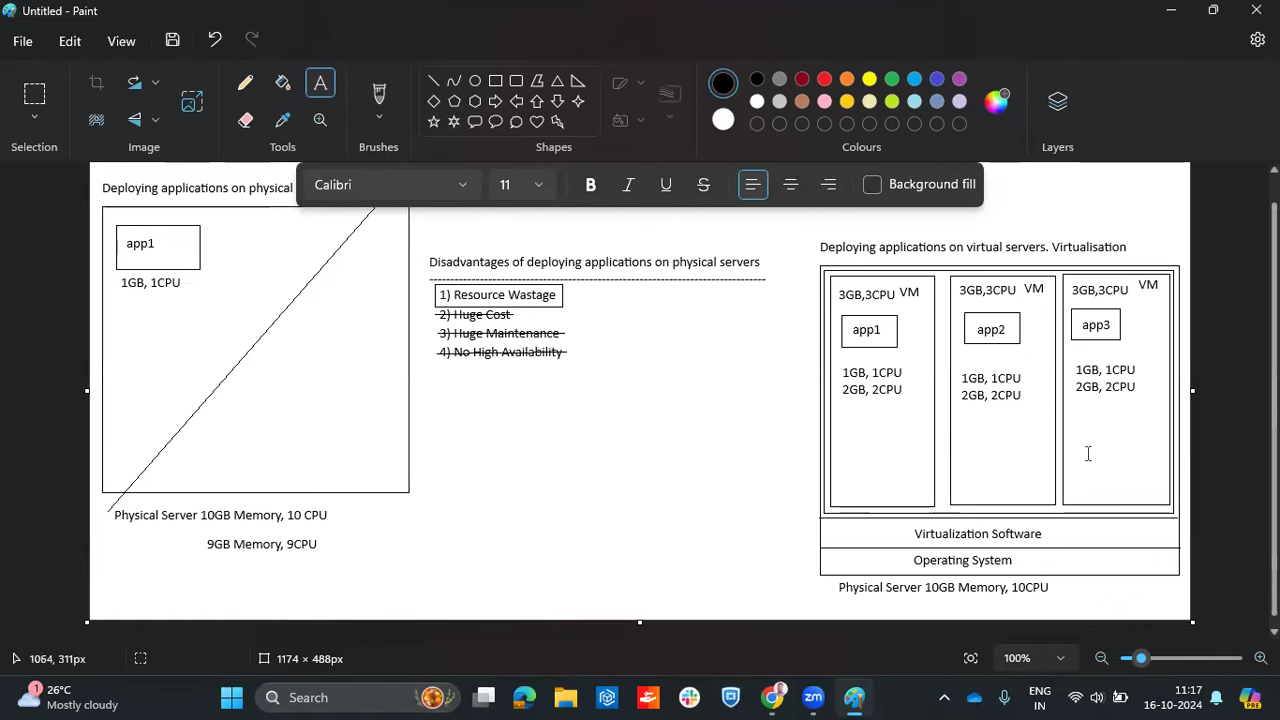 Untitled - Paint
File Edit View
Selection Image Tools Brushes Shapes Colours Layers
Calibri 11 B I U S Background fill
Deploying applications on physical
app1
1GB, 1CPU
Physical Server 10GB Memory, 10 CPU
9GB Memory, 9CPU
Disadvantages of deploying applications on physical servers
1) Resource Wastage
2) Huge Cost
3) Huge Maintenance
4) No High Availability
Deploying applications on virtual servers. Virtualisation
3GB,3CPU VM
app1
1GB, 1CPU
2GB, 2CPU
3GB,3CPU VM
app2
1GB, 1CPU
2GB, 2CPU
3GB,3CPU VM
app3
1GB, 1CPU
2GB, 2CPU
Virtualization Software
Operating System
Physical Server 10GB Memory, 10CPU
1064, 311px
1174 × 488px
100%
1
26°C
Mostly cloudy
Search
zm
ENG
IN
11:17
16-10-2024
PRE